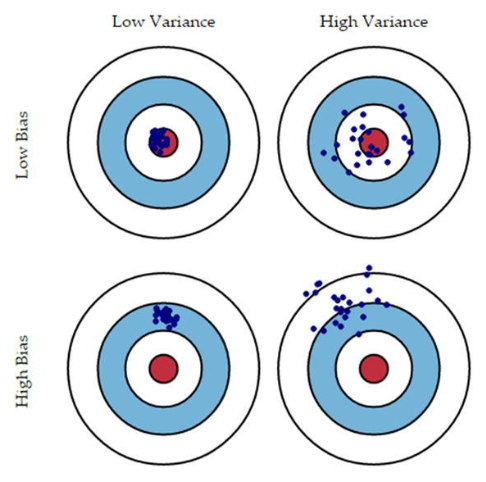 Low Variance
High Variance
Low Bias
High Bias